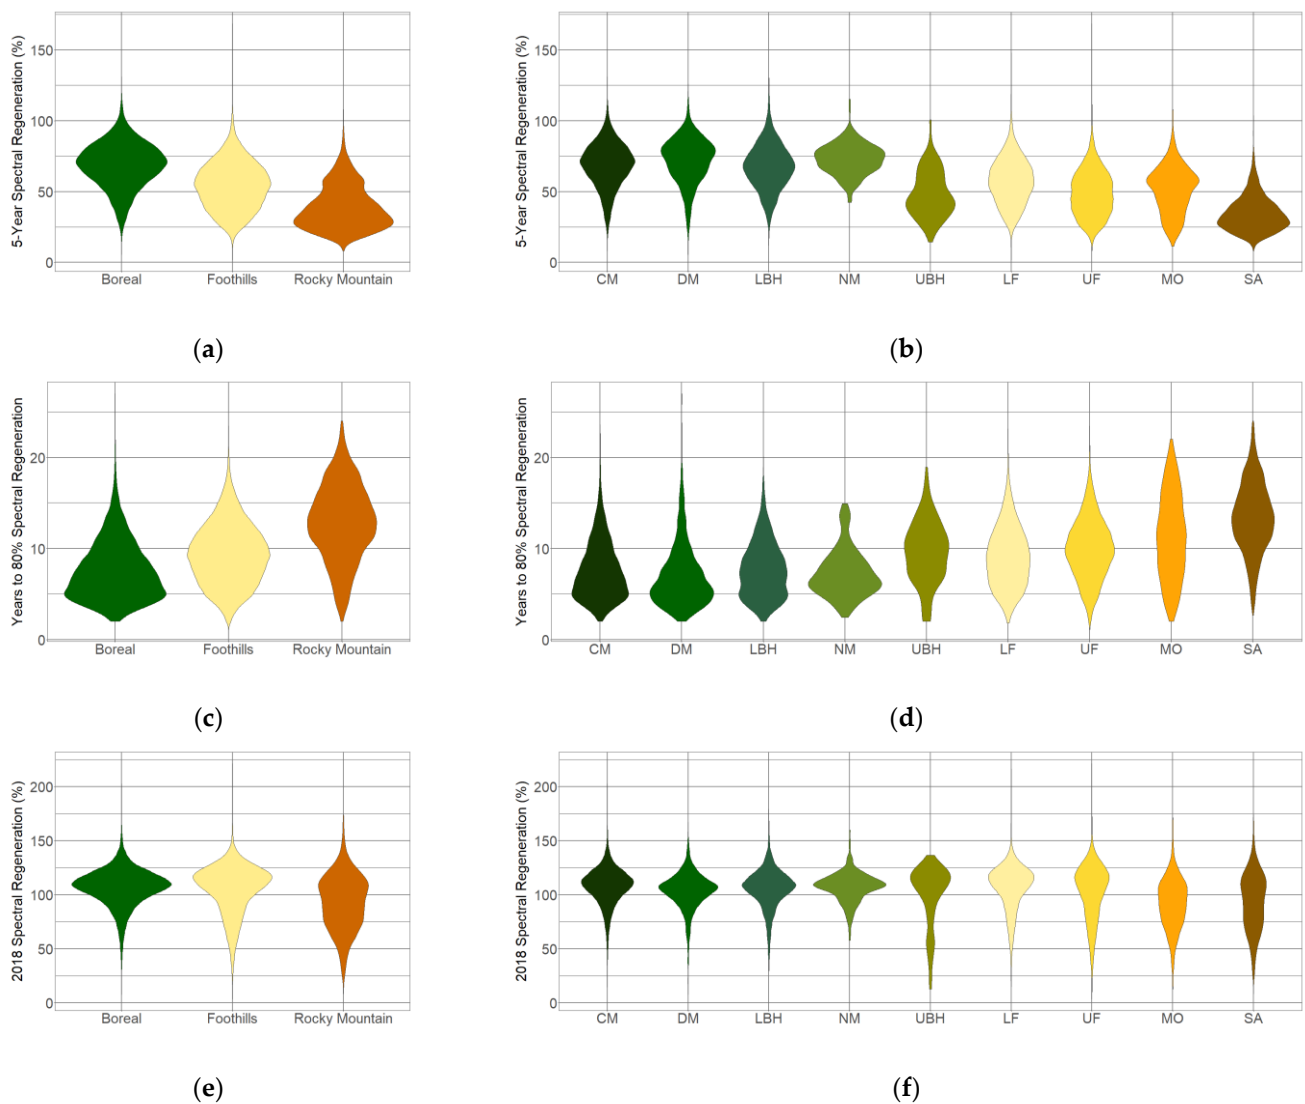 5-Year Spectral Regeneration (%)
150
100
50
0
Boreal Foothills Rocky Mountain
(a)
5-Year Spectral Regeneration (%)
150
100
50
0
CM DM LBH NM UBH LF UF MO SA
(b)
Years to 80% Spectral Regeneration
20
10
0
Boreal Foothills Rocky Mountain
(c)
Years to 80% Spectral Regeneration
20
10
0
CM DM LBH NM UBH LF UF MO SA
(d)
2018 Spectral Regeneration (%)
200
150
100
50
0
Boreal Foothills Rocky Mountain
(e)
2018 Spectral Regeneration (%)
200
150
100
50
0
CM DM LBH NM UBH LF UF MO SA
(f)